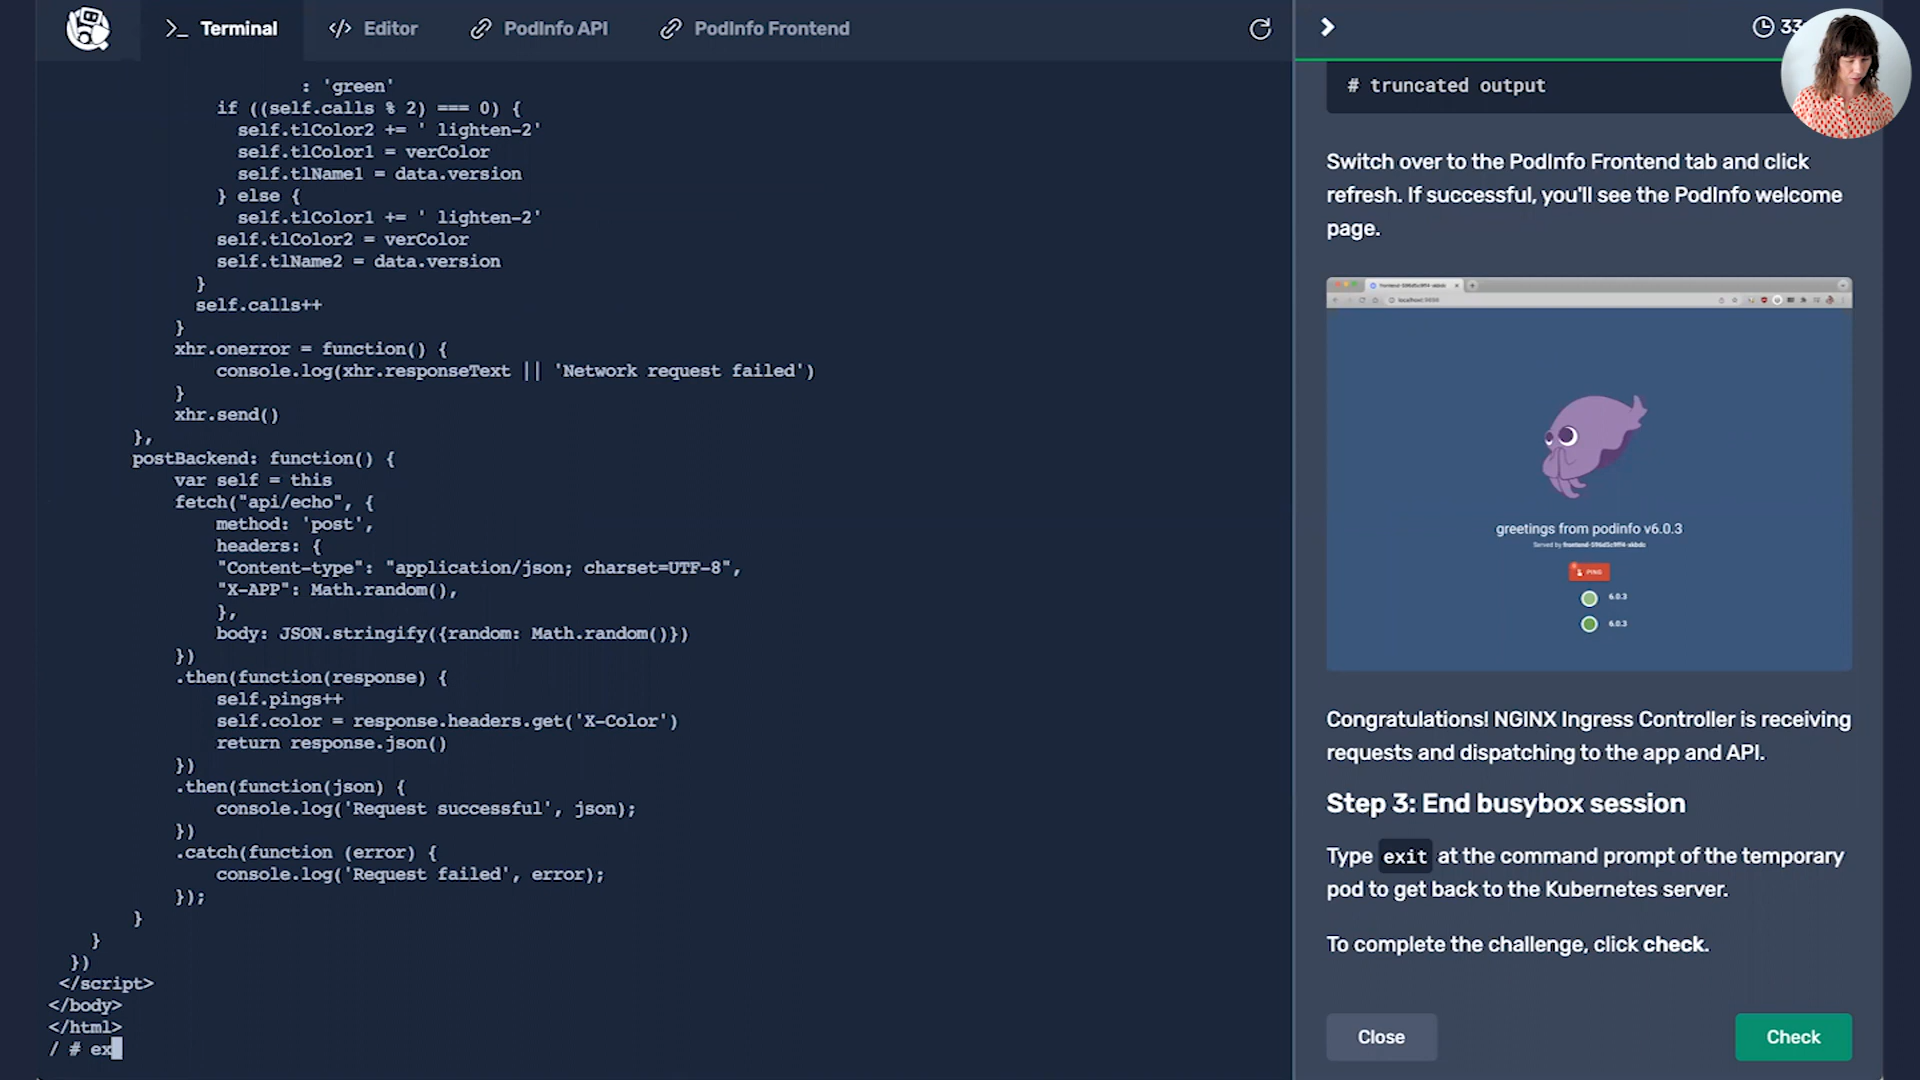 Terminal
Editor
PodInfo API
PodInfo Frontend
: 'green'
if ((self.calls % 2) === 0) {
self.tlColor2 += ' lighten-2'
self.tlColor1 = verColor
self.tlName1 = data.version
} else {
self.tlColor1 += ' lighten-2'
self.tlColor2 = verColor
self.tlName2 = data.version
}
self.calls++
}
xhr.onerror = function() {
console.log(xhr.responseText || 'Network request failed')
}
xhr.send()
},
postBackend: function() {
var self = this
fetch("api/echo", {
method: 'post',
headers: {
"Content-type": "application/json; charset=UTF-8",
"X-APP": Math.random(),
},
body: JSON.stringify({random: Math.random()})
})
.then(function(response) {
self.pings++
self.color = response.headers.get('X-Color')
return response.json()
})
.then(function(json) {
console.log('Request successful', json);
})
.catch(function (error) {
console.log('Request failed', error);
});
}
}
})
</script>
</body>
</html>
/ # ex
# truncated output
Switch over to the PodInfo Frontend tab and click
refresh. If successful, you'll see the PodInfo welcome
page.
greetings from podinfo v6.0.3
Served by
PING
6.0.3
6.0.3
Congratulations! NGINX Ingress Controller is receiving
requests and dispatching to the app and API.
Step 3: End busybox session
Type exit at the command prompt of the temporary
pod to get back to the Kubernetes server.
To complete the challenge, click check.
Close
Check